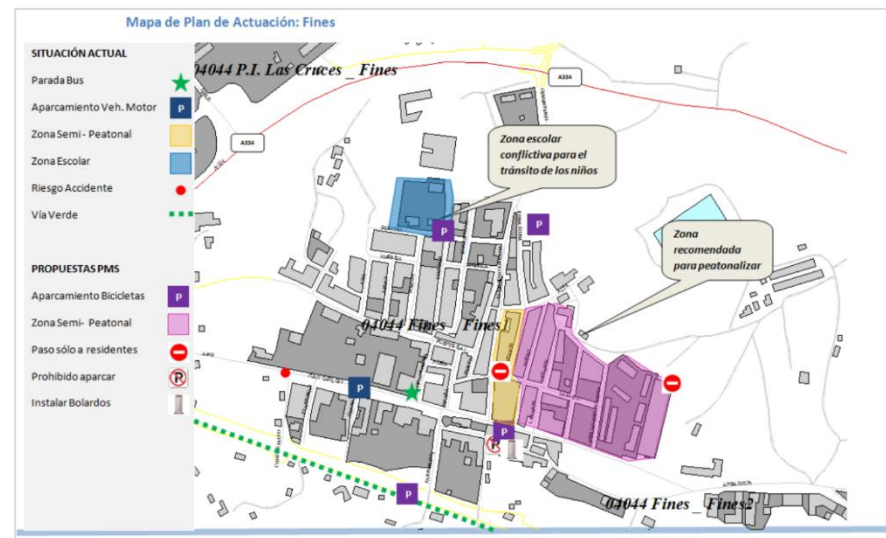 Mapa de Plan de Actuación: Fines
SITUACIÓN ACTUAL
Parada Bus
Aparcamiento Veh. Motor
P
Zona Semi- Peatonal
Zona Escolar
Riesgo Accidente
Vía Verde
PROPUESTAS PMS
Aparcamiento Bicicletas
P
Zona Semi- Peatonal
Paso sólo a residentes
Prohibido aparcar
Instalar Bolardos
04044 P.I. Las Cruces _ Fines
A334
A334
Zona escolar
conflictiva para el
tránsito de los niños
P
P
Zona
recomendada
para peatonalizar
04044 Fines _ Fines1
P
P
P
04044 Fines _ Fines2